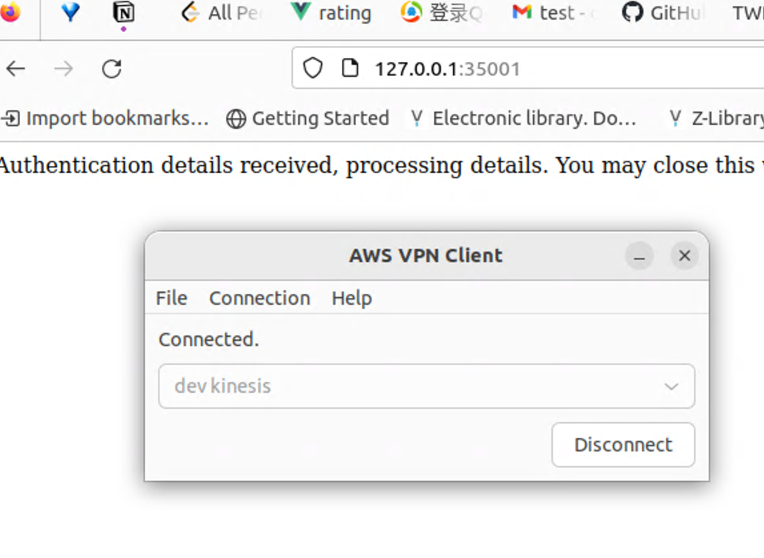 All Pe
rating
登录Q
test -
GitHu
TWI
127.0.0.1:35001
Import bookmarks...
Getting Started
Electronic library. Do...
Z-Library
Authentication details received, processing details. You may close this
AWS VPN Client
File Connection Help
Connected.
dev kinesis
Disconnect